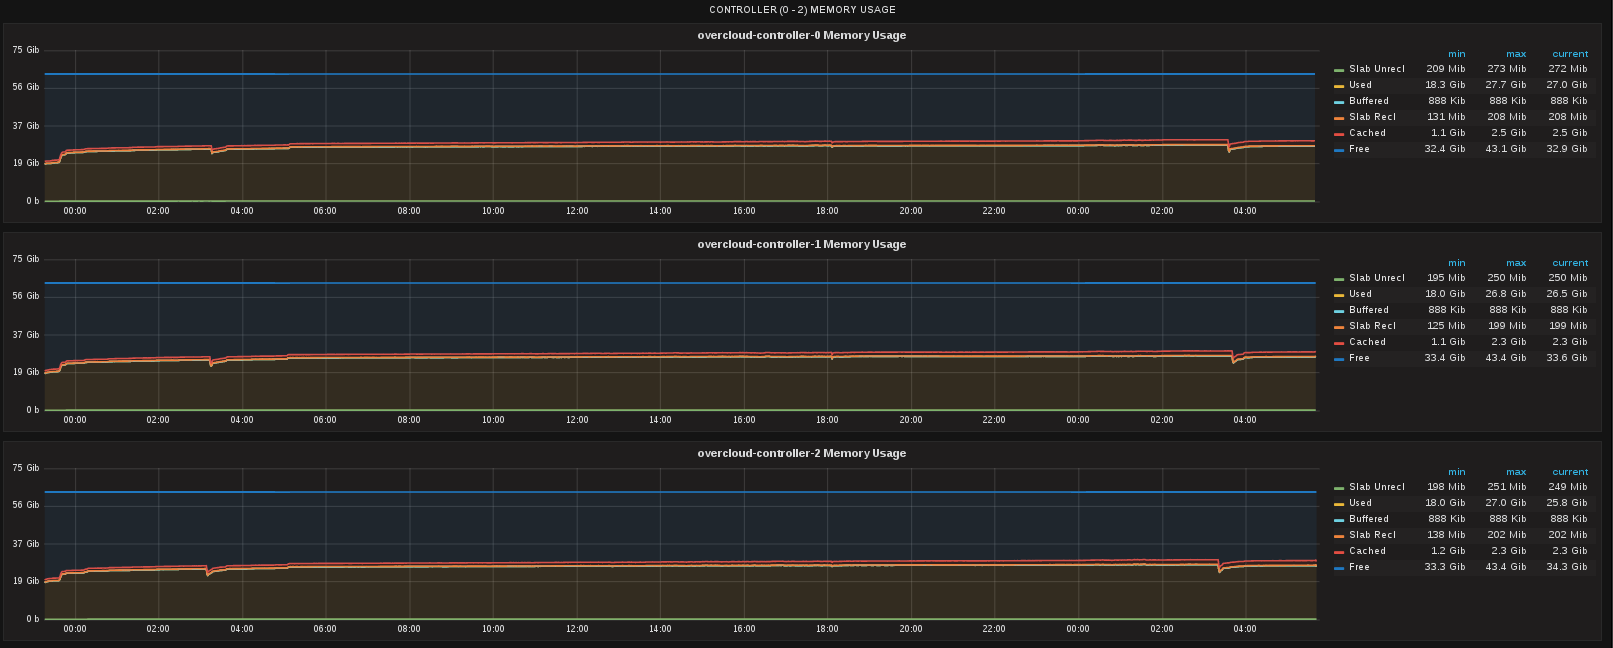 CONTROLLER (0 - 2) MEMORY USAGE
overcloud-controller-0 Memory Usage
75 Gib
56 Gib
37 Gib
19 Gib
0 b
00:00 02:00 04:00 06:00 08:00 10:00 12:00 14:00 16:00 18:00 20:00 22:00 00:00 02:00 04:00
min max current
Slab Unrecl 209 Mib 273 Mib 272 Mib
Used 18.3 Gib 27.7 Gib 27.0 Gib
Buffered 888 Kib 888 Kib 888 Kib
Slab Recl 131 Mib 208 Mib 208 Mib
Cached 1.1 Gib 2.5 Gib 2.5 Gib
Free 32.4 Gib 43.1 Gib 32.9 Gib
overcloud-controller-1 Memory Usage
75 Gib
56 Gib
37 Gib
19 Gib
0 b
00:00 02:00 04:00 06:00 08:00 10:00 12:00 14:00 16:00 18:00 20:00 22:00 00:00 02:00 04:00
min max current
Slab Unrecl 195 Mib 250 Mib 250 Mib
Used 18.0 Gib 26.8 Gib 26.5 Gib
Buffered 888 Kib 888 Kib 888 Kib
Slab Recl 125 Mib 199 Mib 199 Mib
Cached 1.1 Gib 2.3 Gib 2.3 Gib
Free 33.4 Gib 43.4 Gib 33.6 Gib
overcloud-controller-2 Memory Usage
75 Gib
56 Gib
37 Gib
19 Gib
0 b
00:00 02:00 04:00 06:00 08:00 10:00 12:00 14:00 16:00 18:00 20:00 22:00 00:00 02:00 04:00
min max current
Slab Unrecl 198 Mib 251 Mib 249 Mib
Used 18.0 Gib 27.0 Gib 25.8 Gib
Buffered 888 Kib 888 Kib 888 Kib
Slab Recl 138 Mib 202 Mib 202 Mib
Cached 1.2 Gib 2.3 Gib 2.3 Gib
Free 33.3 Gib 43.4 Gib 34.3 Gib